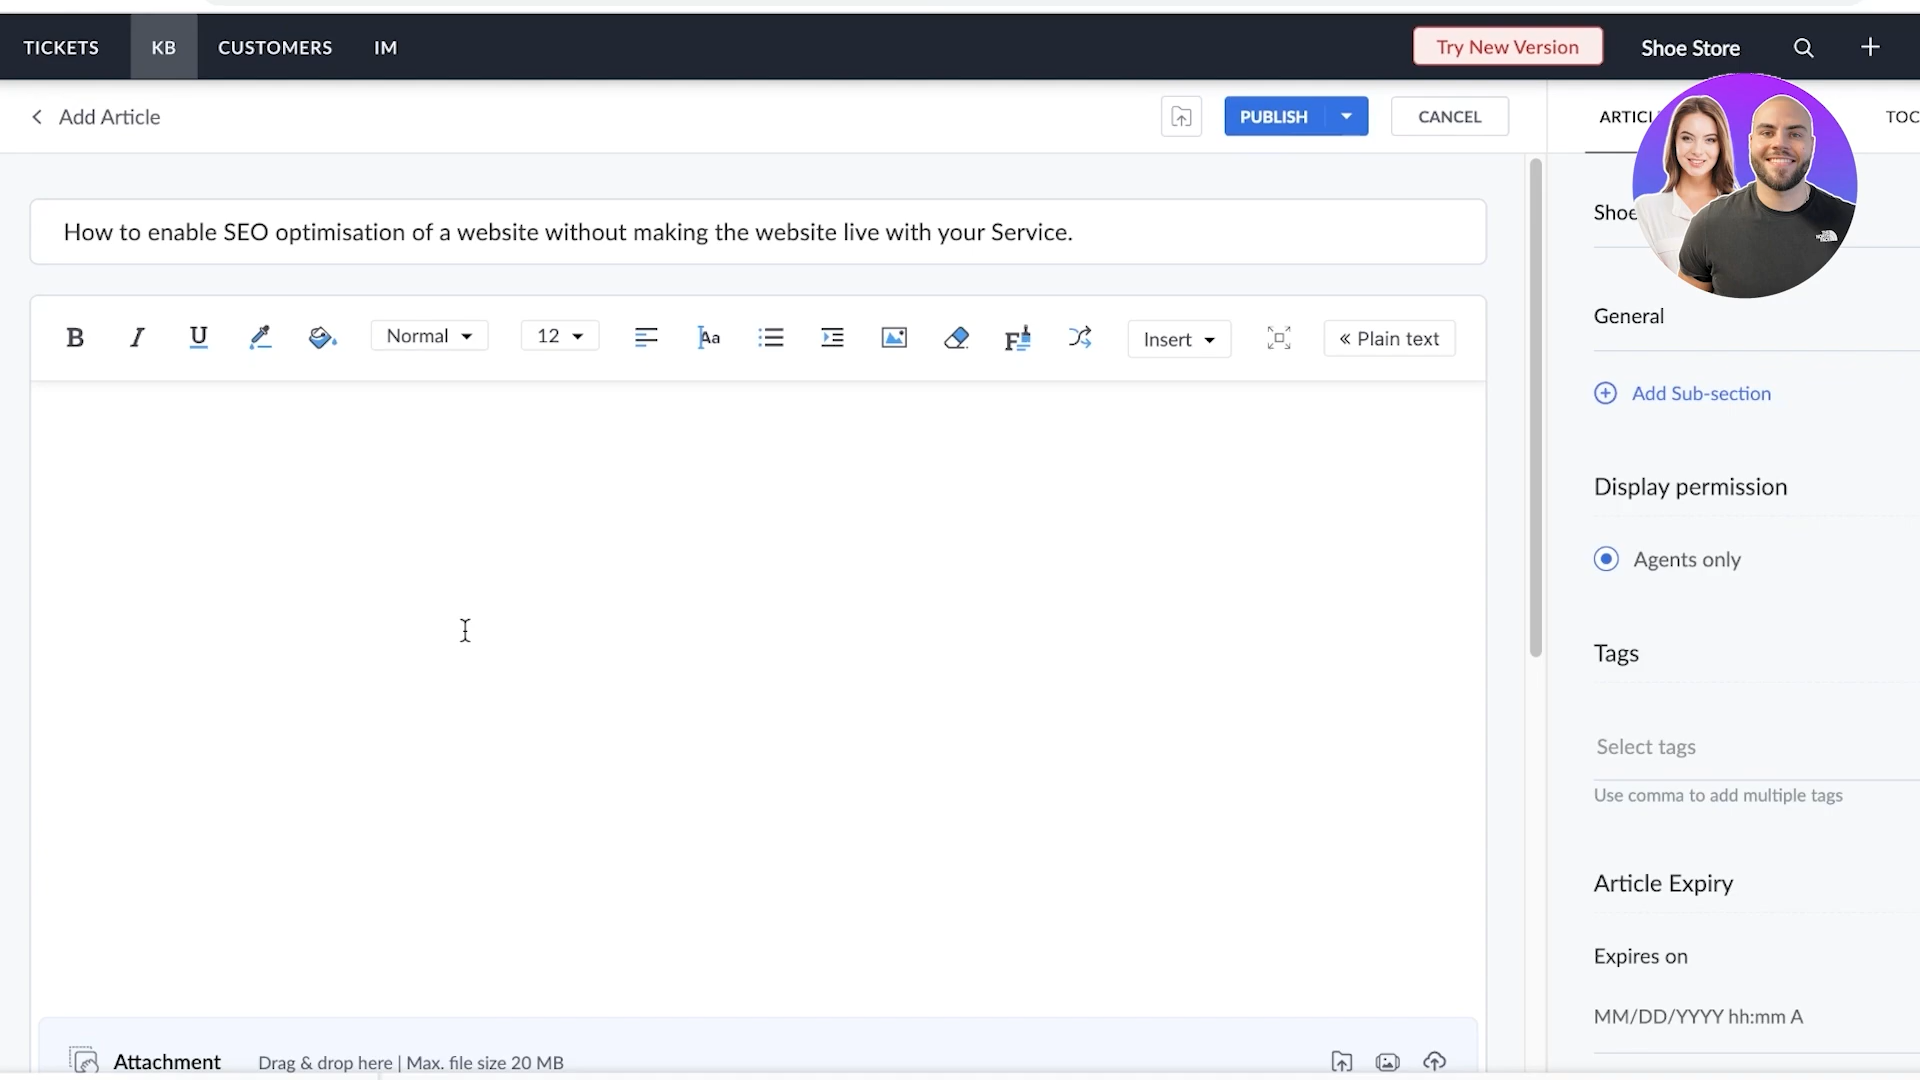 TICKETS KB CUSTOMERS IM Try New Version Shoe Store
Add Article PUBLISH CANCEL
How to enable SEO optimisation of a website without making the website live with your Service.
B I U Normal 12 Aa Insert « Plain text
Shoe
General
Add Sub-section
Display permission
Agents only
Tags
Select tags
Use comma to add multiple tags
Article Expiry
Expires on
MM/DD/YYYY hh:mm A
Attachment Drag & drop here | Max. file size 20 MB